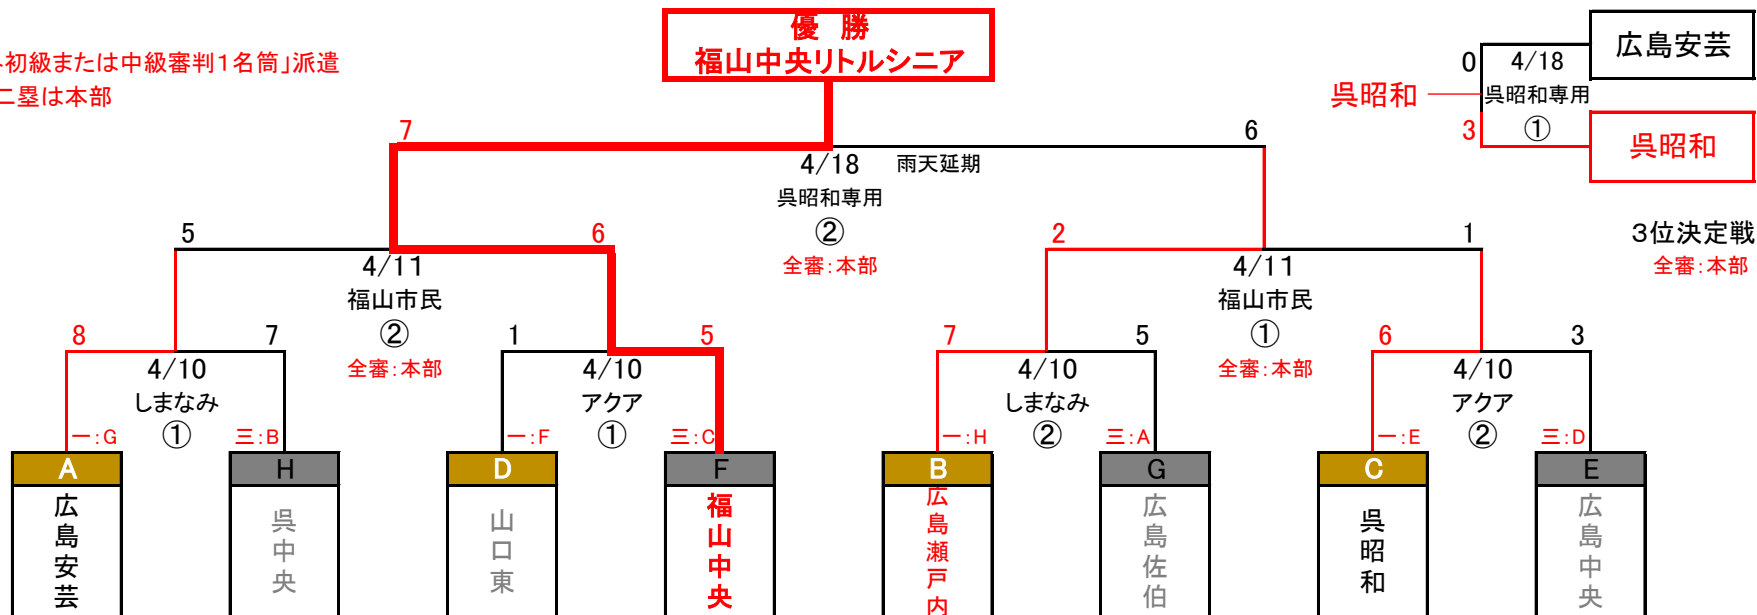 優 勝
福山中央リトルシニア
初級または中級審判1名筒」派遣
二塁は本部
広島安芸
0
4/18
呉昭和
呉昭和専用
3
①
呉昭和
3位決定戦
全審:本部
7
6
4/18
雨天延期
呉昭和専用
②
全審:本部
5
6
4/11
福山市民
②
全審:本部
2
1
4/11
福山市民
①
全審:本部
8
7
4/10
しまなみ
①
一:G
三:B
1
5
4/10
アクア
①
一:F
三:C
7
5
4/10
しまなみ
②
一:H
三:A
6
3
4/10
アクア
②
一:E
三:D
A
H
D
F
B
G
C
E
広島安芸
呉中央
山口東
福山中央
広島瀬戸内
広島佐伯
呉昭和
広島中央